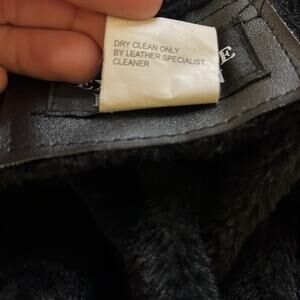 DRY CLEAN ONLY
BY LEATHER SPECIALIST
CLEANER